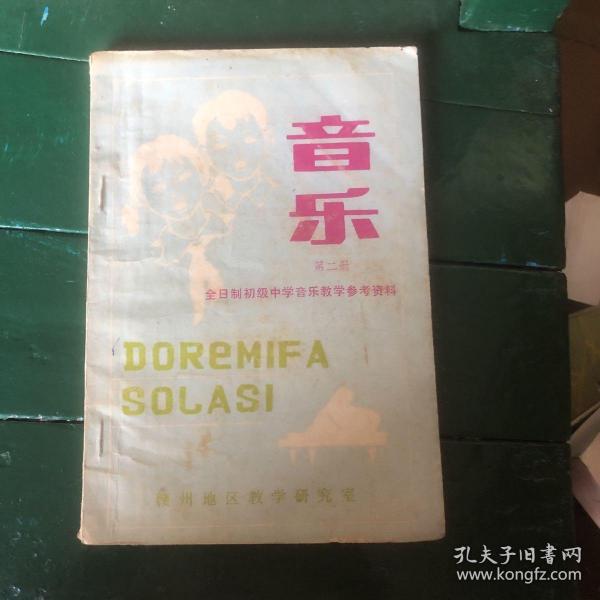 音
乐
第二册
全日制初级中学音乐教学参考资料
DOReMIFA
SOLASI
州地区教学研究室
孔夫子旧书网
www.kongfz.com